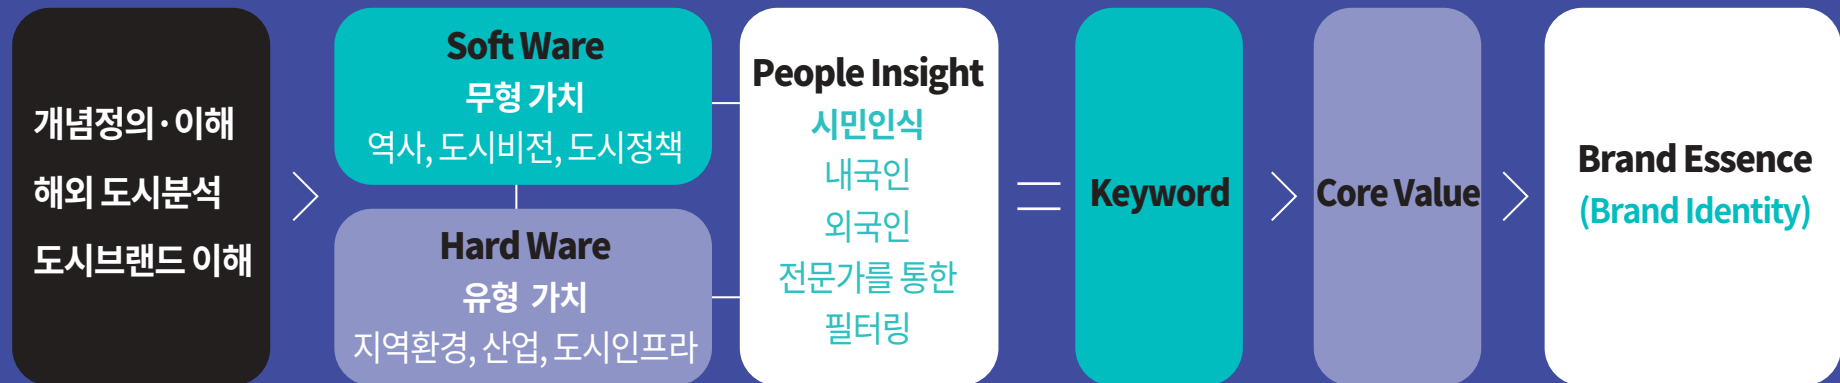 개념정의·이해
해외 도시분석
도시브랜드 이해
Soft Ware
무형 가치
역사, 도시비전, 도시정책
Hard Ware
유형 가치
지역환경, 산업, 도시인프라
People Insight
시민인식
내국인
외국인
전문가를 통한
필터링
Keyword
Core Value
Brand Essence
(Brand Identity)